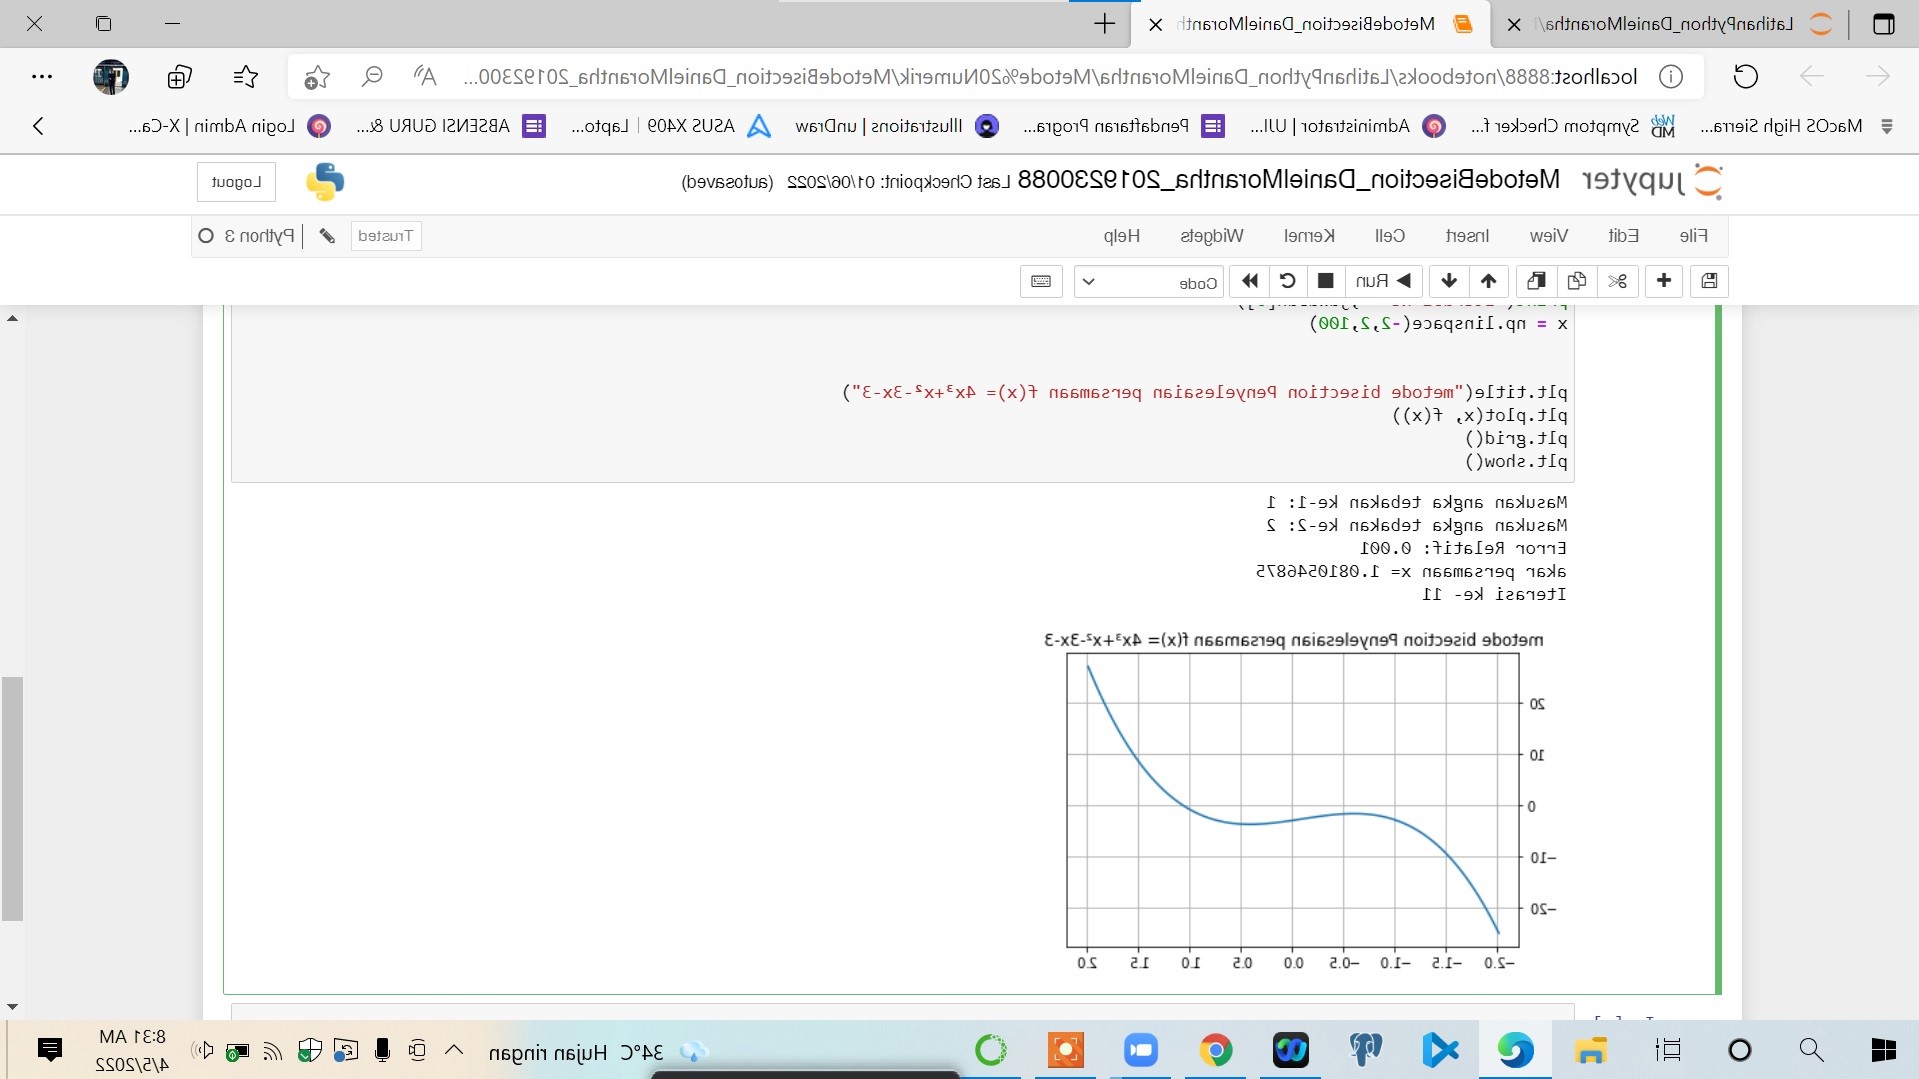 LatihanPython_DanielMorantha/
MetodeBisection_DanielMoranth
localhost:8888/notebooks/LatihanPython_DanielMorantha/Metode%20Numerik/MetodeBisection_DanielMorantha_20192300...
MacOS High Sierra...
Symptom Checker f...
Administrator | UJI...
Pendaftaran Progra...
Illustrations | unDraw
ASUS X409 | Lapto...
ABSENSI GURU &...
Login Admin | X-Ca...
jupyter MetodeBisection_DanielMorantha_2019230088 Last Checkpoint: 01/06/2022 (autosaved)
Logout
File Edit View Insert Cell Kernel Widgets Help
Trusted
Python 3
Run
Code
x = np.linspace(-2,2,100)
plt.title("metode bisection Penyelesaian persamaan f(x)= 4x³+x²-3x-3")
plt.plot(x, f(x))
plt.grid()
plt.show()
Masukan angka tebakan ke-1: 1
Masukan angka tebakan ke-2: 2
Error Relatif: 0.001
akar persamaan x= 1.0810546875
Iterasi ke- 11
metode bisection Penyelesaian persamaan f(x)= 4x³+x²-3x-3
20
10
0
−10
−20
−2.0 −1.5 −1.0 −0.5 0.0 0.5 1.0 1.5 2.0
34°C Hujan ringan
8:31 AM
4/5/2022